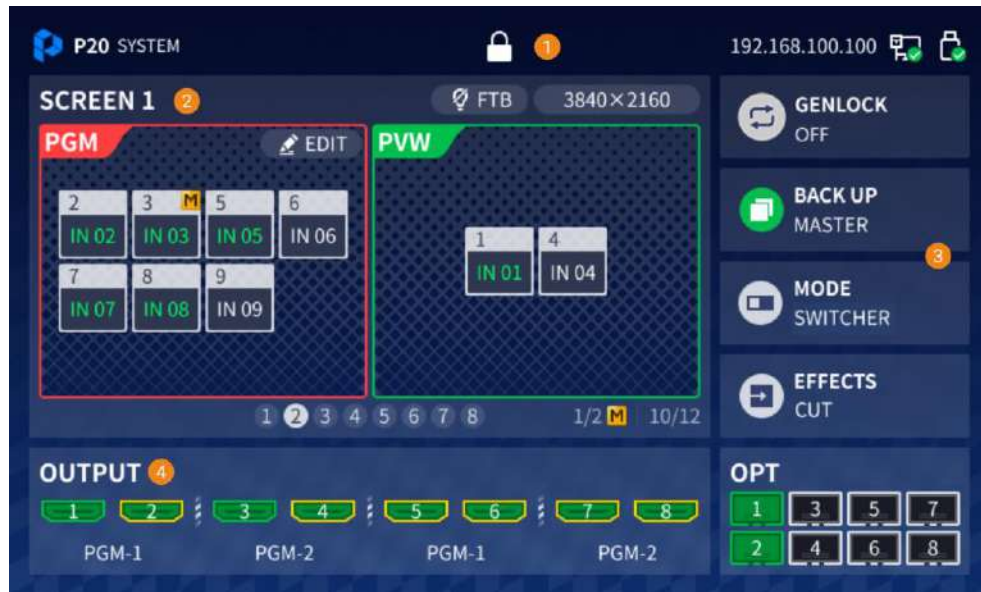 P20 SYSTEM
1
192.168.100.100
SCREEN 1 2
FTB
3840×2160
PGM
EDIT
2 3 M 5 6
IN 02 IN 03 IN 05 IN 06
7 8 9
IN 07 IN 08 IN 09
PVW
1 4
IN 01 IN 04
1 2 3 4 5 6 7 8
1/2 M 10/12
GENLOCK
OFF
BACK UP
MASTER
3
MODE
SWITCHER
EFFECTS
CUT
OUTPUT 4
1 2 3 4 5 6 7 8
PGM-1 PGM-2 PGM-1 PGM-2
OPT
1 3 5 7
2 4 6 8